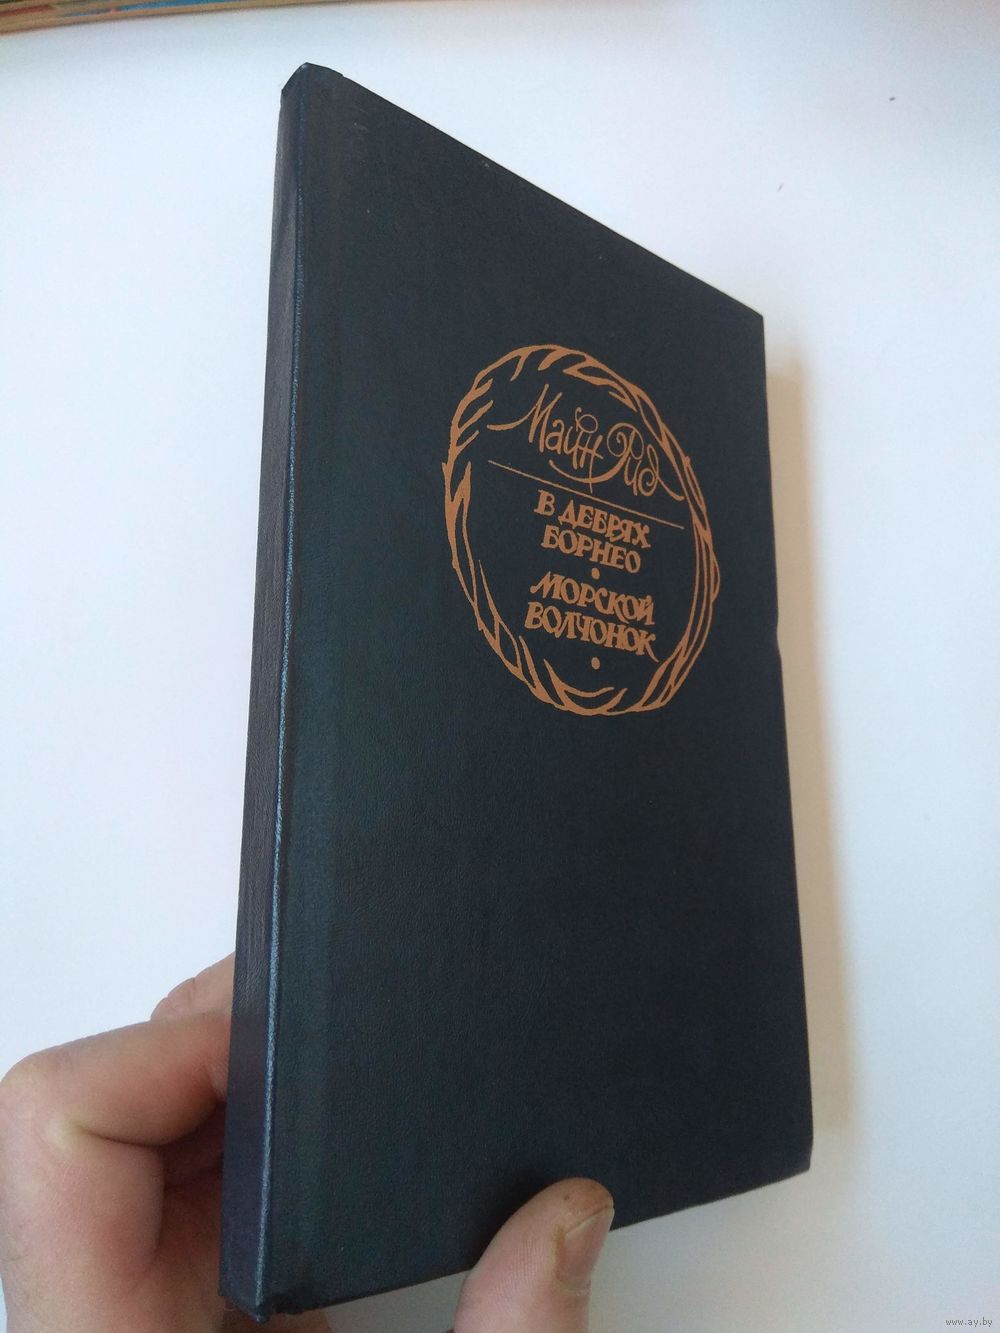 Майн Рид
В ДЕБРЯХ
БОРНЕО
•
МОРСКОЙ
ВОЛЧОНОК
•
www.ay.by